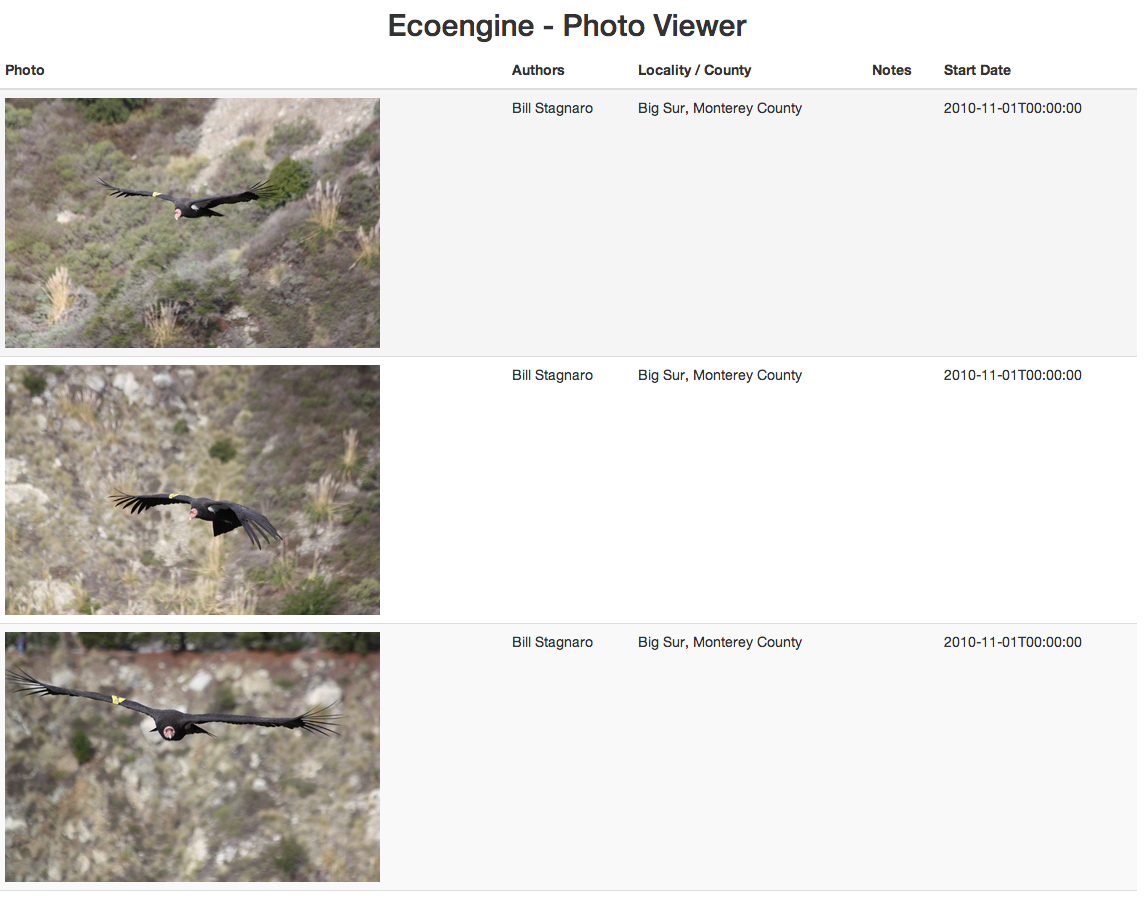 Ecoengine - Photo Viewer
Photo Authors Locality / County Notes Start Date
Bill Stagnaro Big Sur, Monterey County 2010-11-01T00:00:00
Bill Stagnaro Big Sur, Monterey County 2010-11-01T00:00:00
Bill Stagnaro Big Sur, Monterey County 2010-11-01T00:00:00